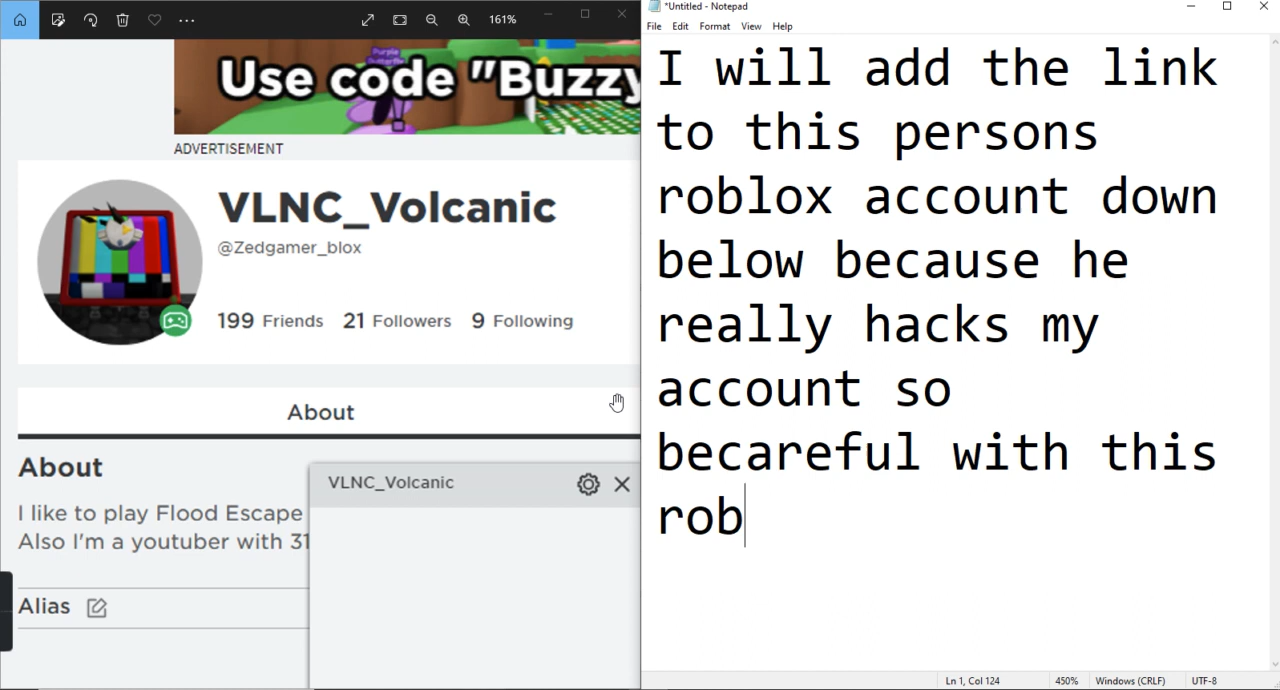 161%
Use code "Buzzy
Purple
ADVERTISEMENT
VLNC_Volcanic
@Zedgamer_blox
199 Friends 21 Followers 9 Following
About
About
I like to play Flood Escape
Also I'm a youtuber with 31
Alias
VLNC_Volcanic
*Untitled - Notepad
File Edit Format View Help
I will add the link
to this persons
roblox account down
below because he
really hacks my
account so
becareful with this
rob
Ln 1, Col 124 450% Windows (CRLF) UTF-8